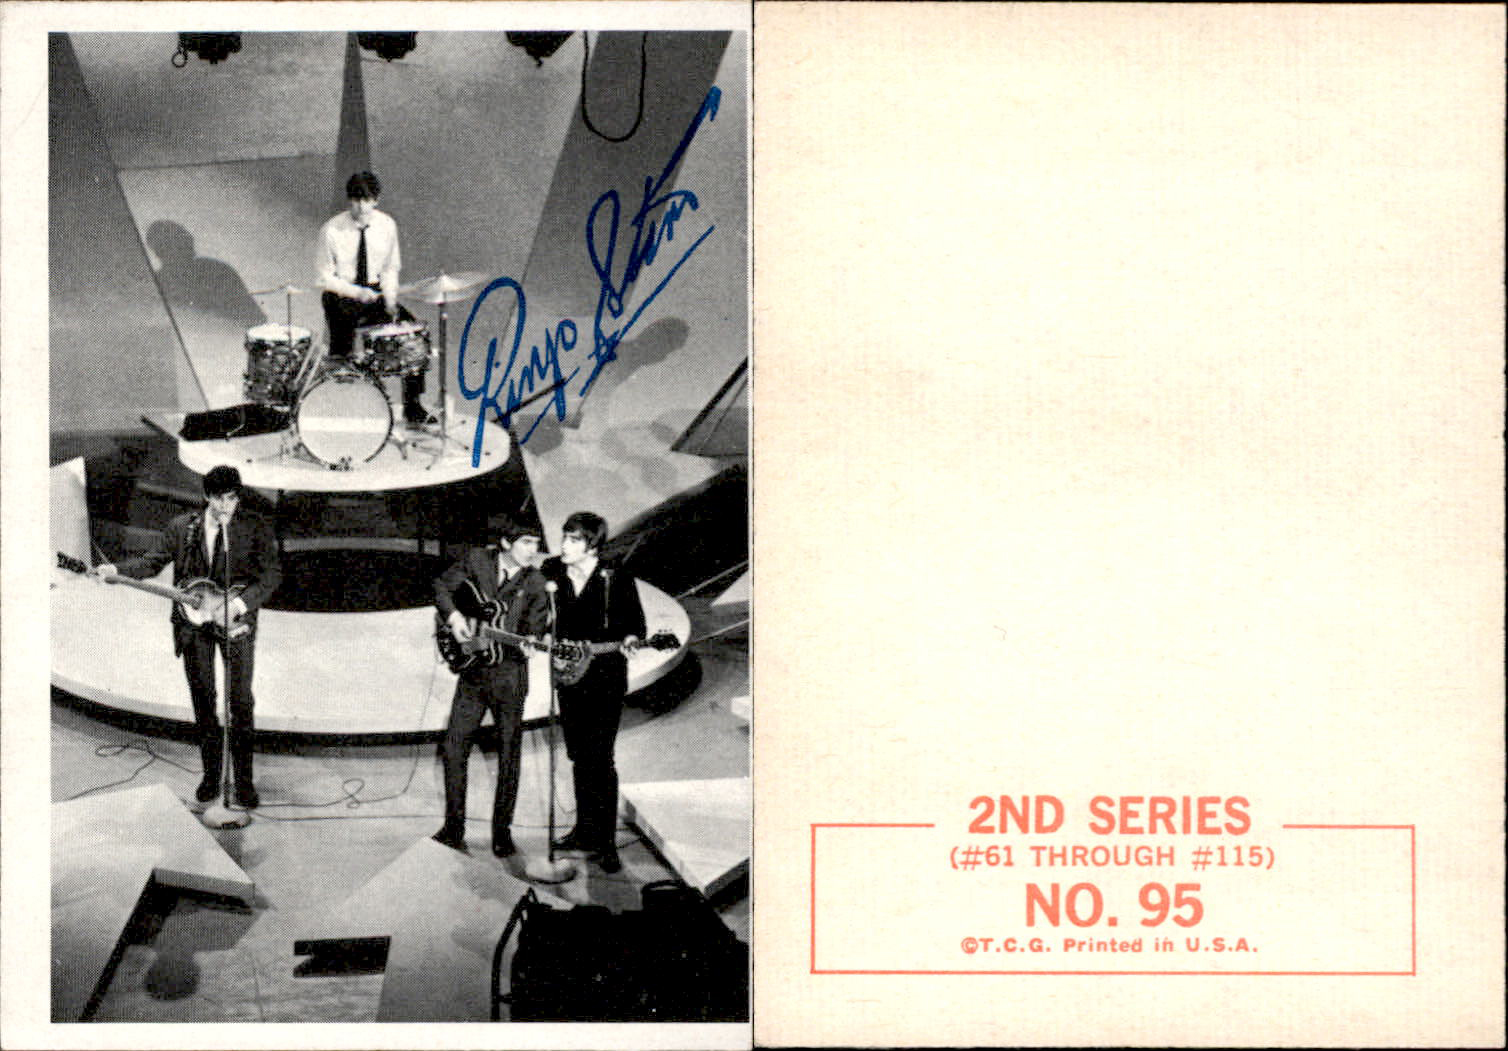 Ringo Starr
2ND SERIES
(#61 THROUGH #115)
NO. 95
©T.C.G. Printed in U.S.A.